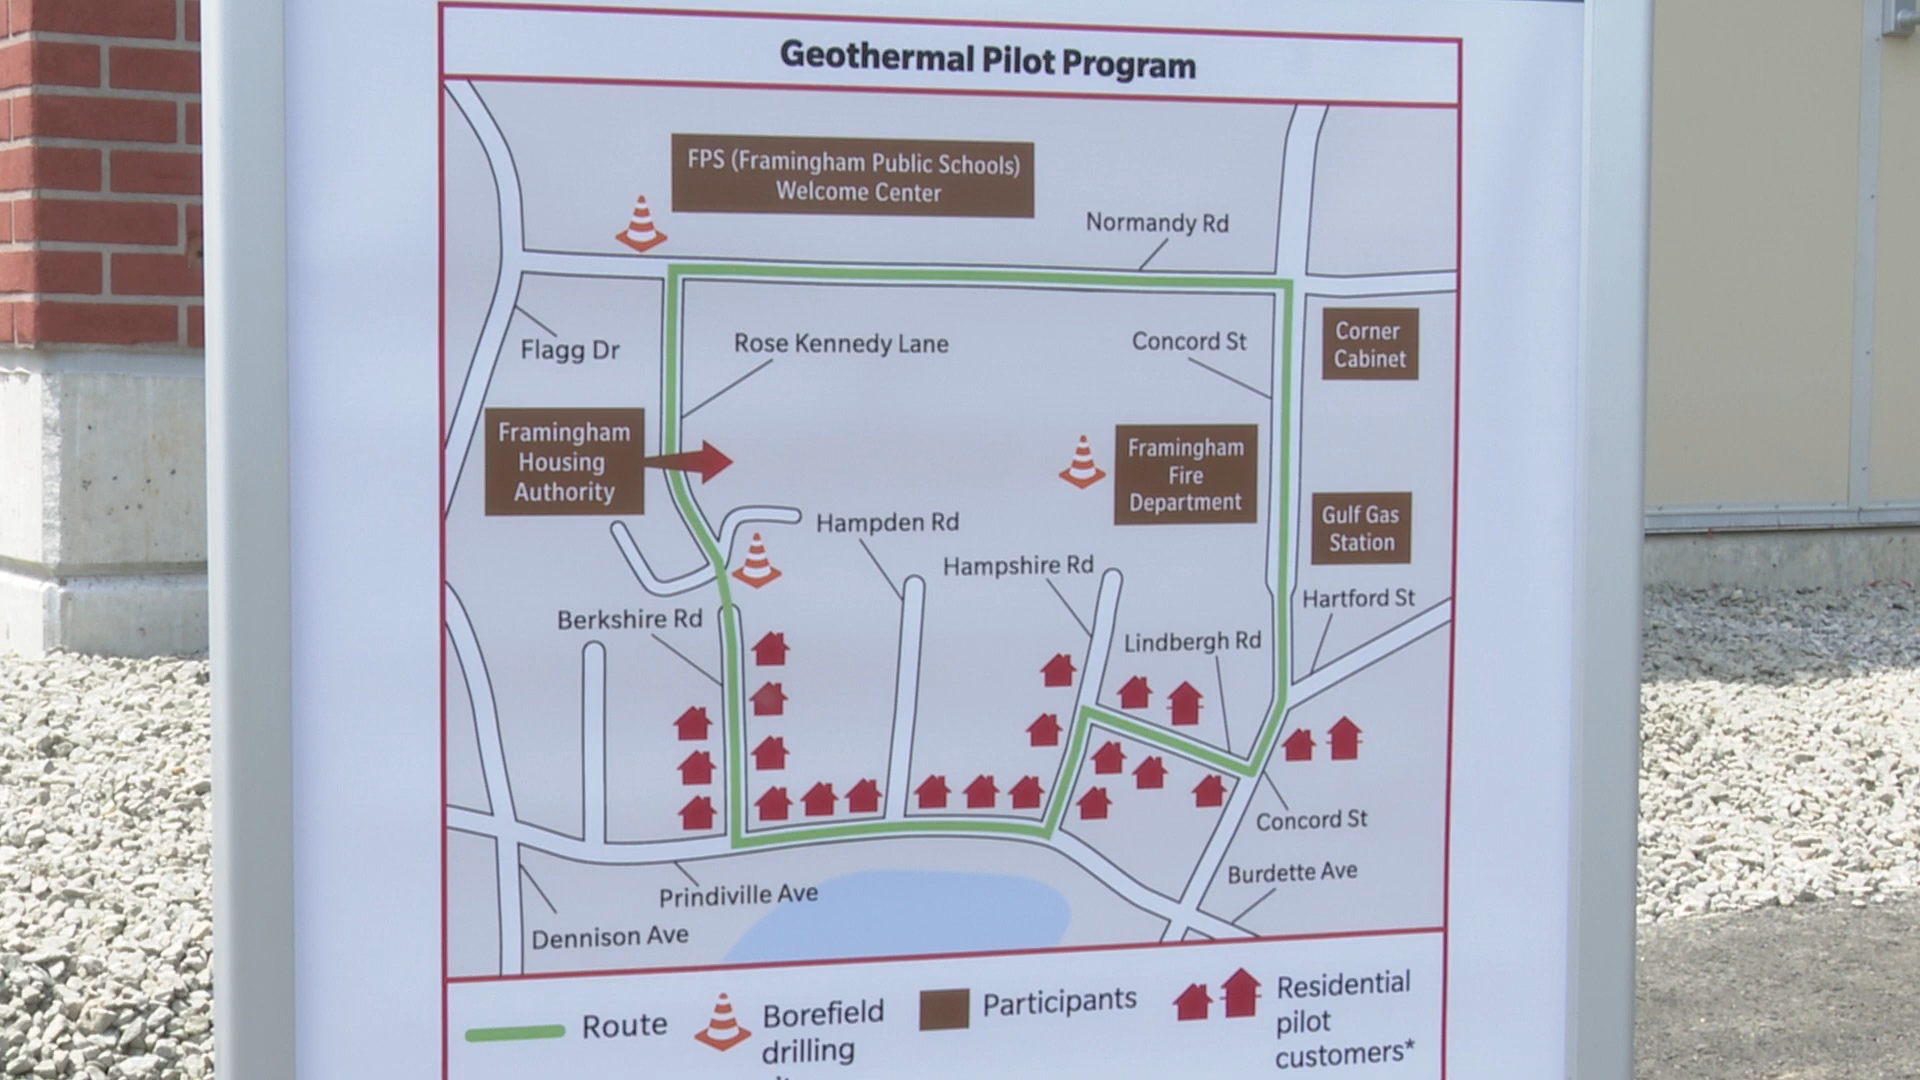 Geothermal Pilot Program
FPS (Framingham Public Schools)
Welcome Center
Normandy Rd
Flagg Dr
Rose Kennedy Lane
Concord St
Corner
Cabinet
Framingham
Housing
Authority
Framingham
Fire
Department
Gulf Gas
Station
Hampden Rd
Hampshire Rd
Hartford St
Berkshire Rd
Lindbergh Rd
Concord St
Burdette Ave
Prindiville Ave
Dennison Ave
Route
Borefield
drilling
Participants
Residential
pilot
customers*